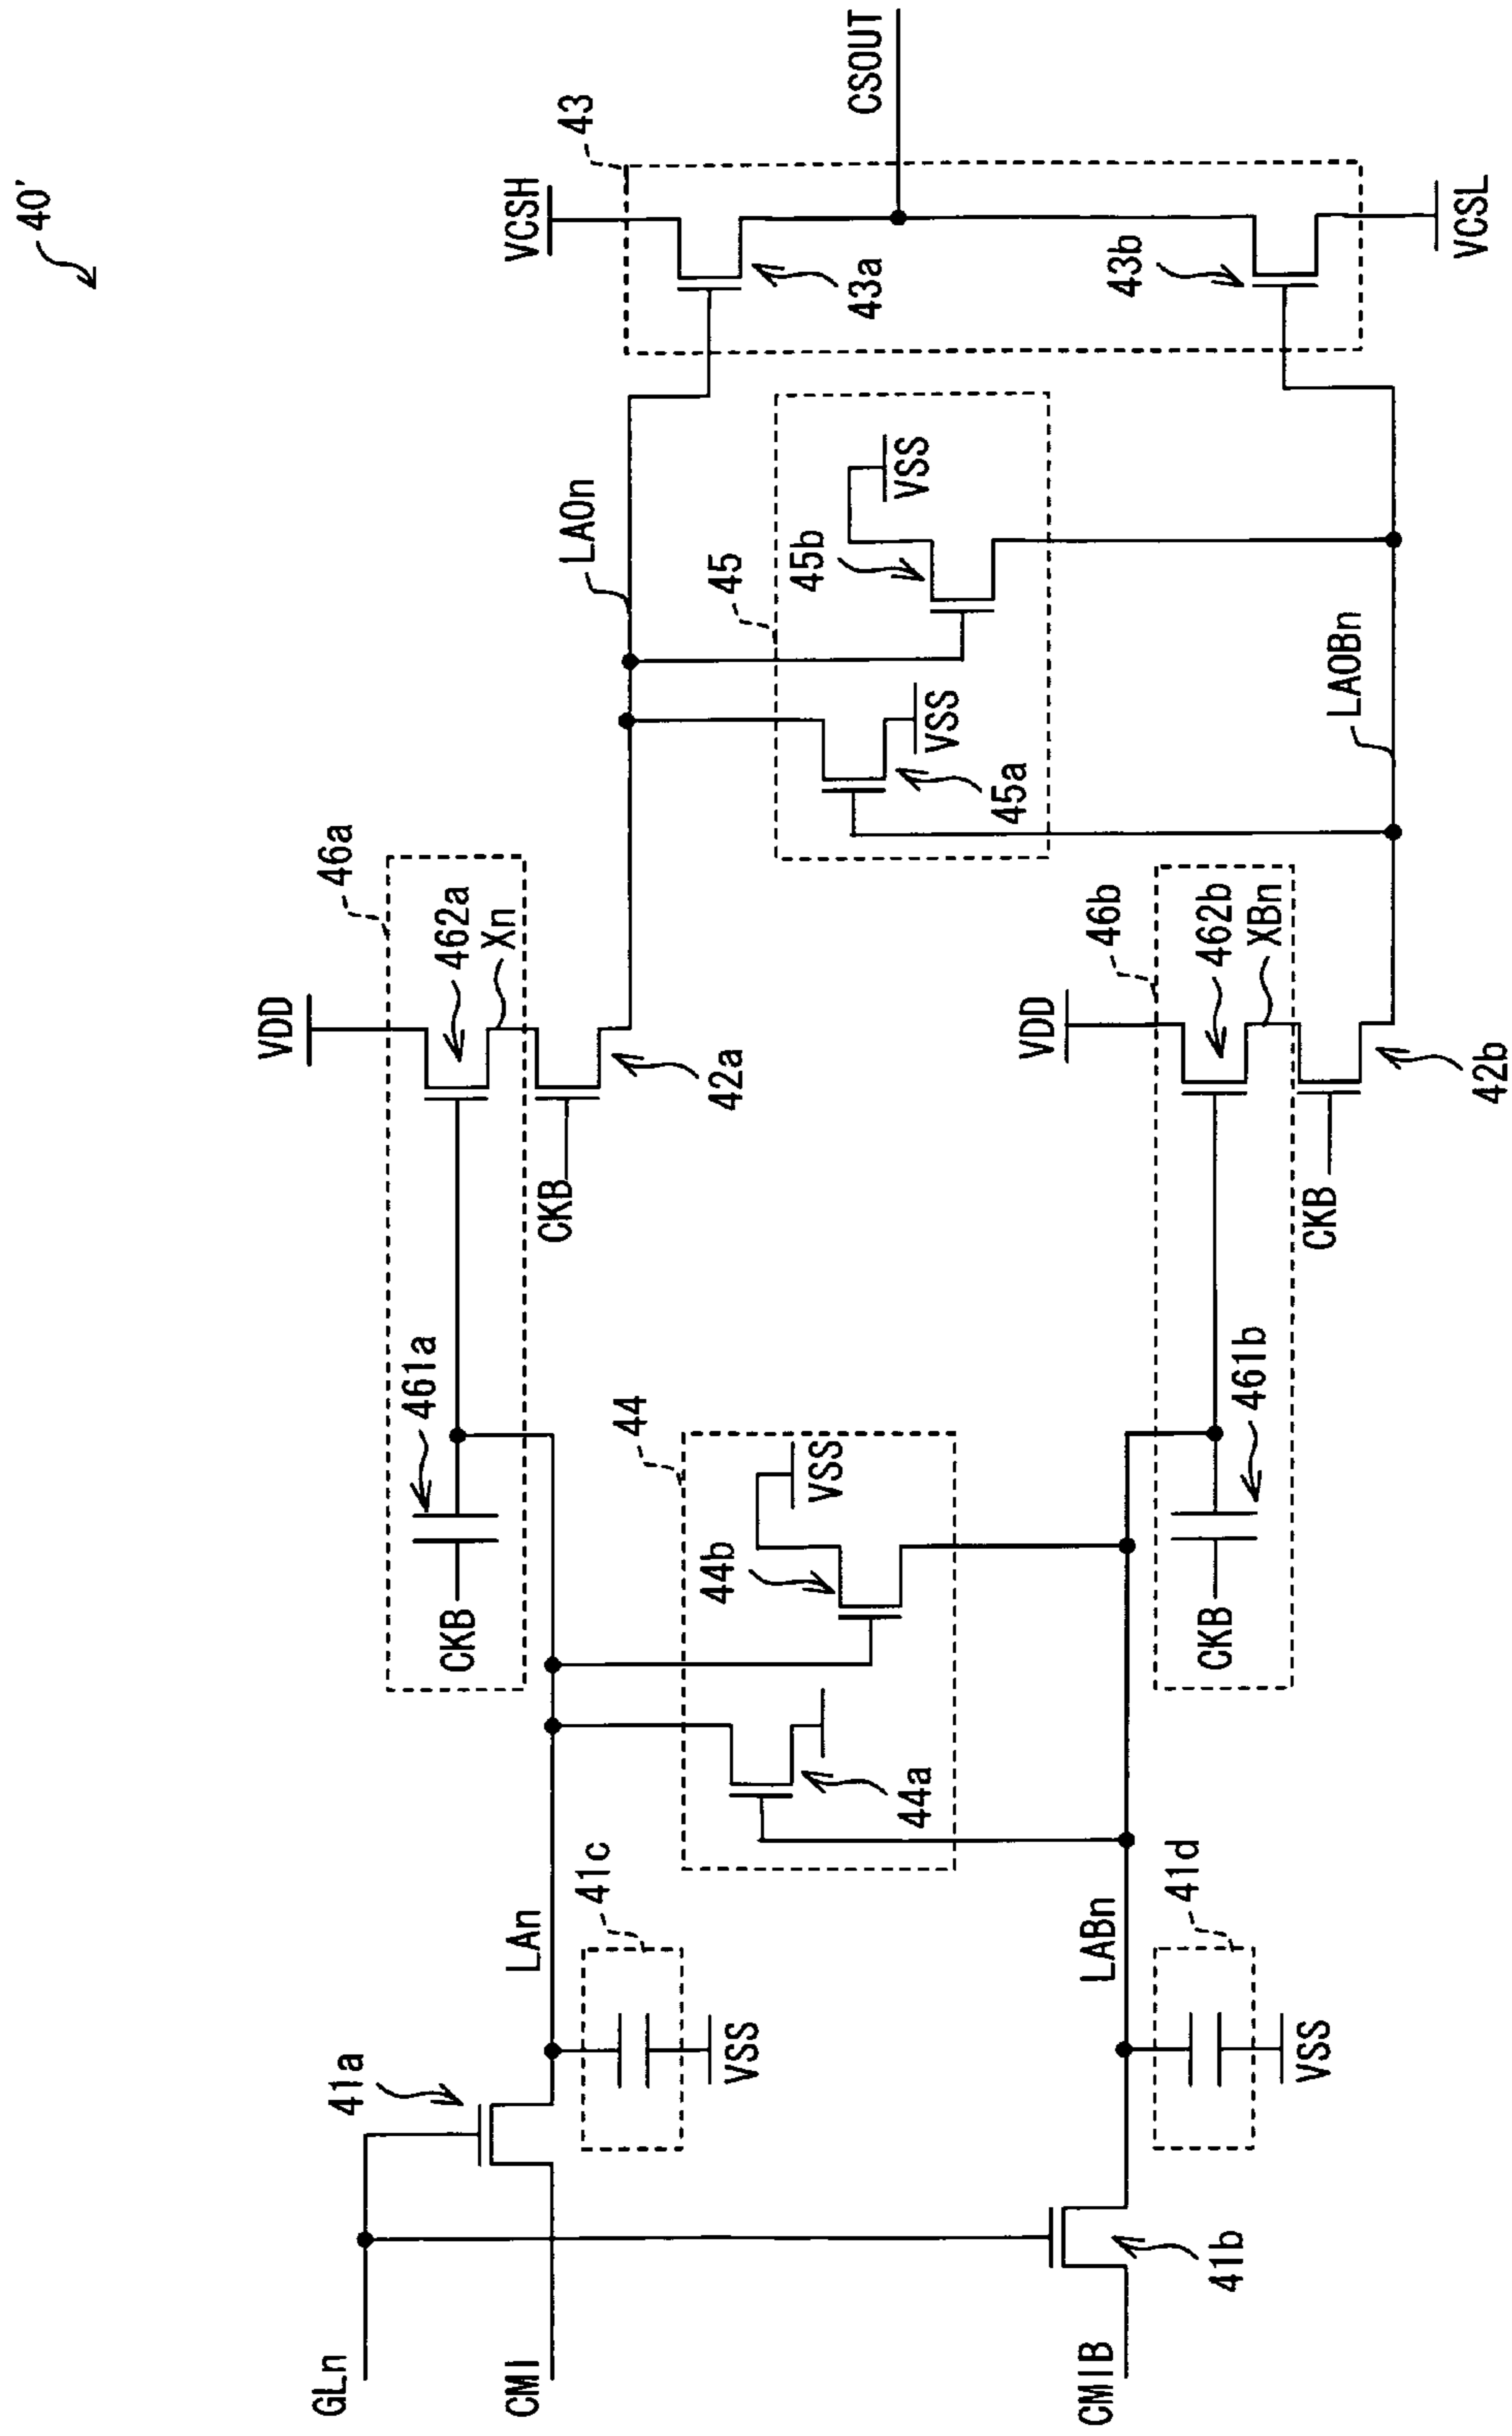 40'
VCSH
43
CSOUT
43a
43b
VCSL
LAOn
45
45b
VSS
45a
VSS
LAOBn
46a
VDD
462a
Xn
42a
CKB
461a
CKB
46b
VDD
462b
XBn
42b
CKB
461b
CKB
44
44b
VSS
44a
LAn
41c
VSS
LABn
41d
VSS
41a
41b
GLn
CMI
CMIB